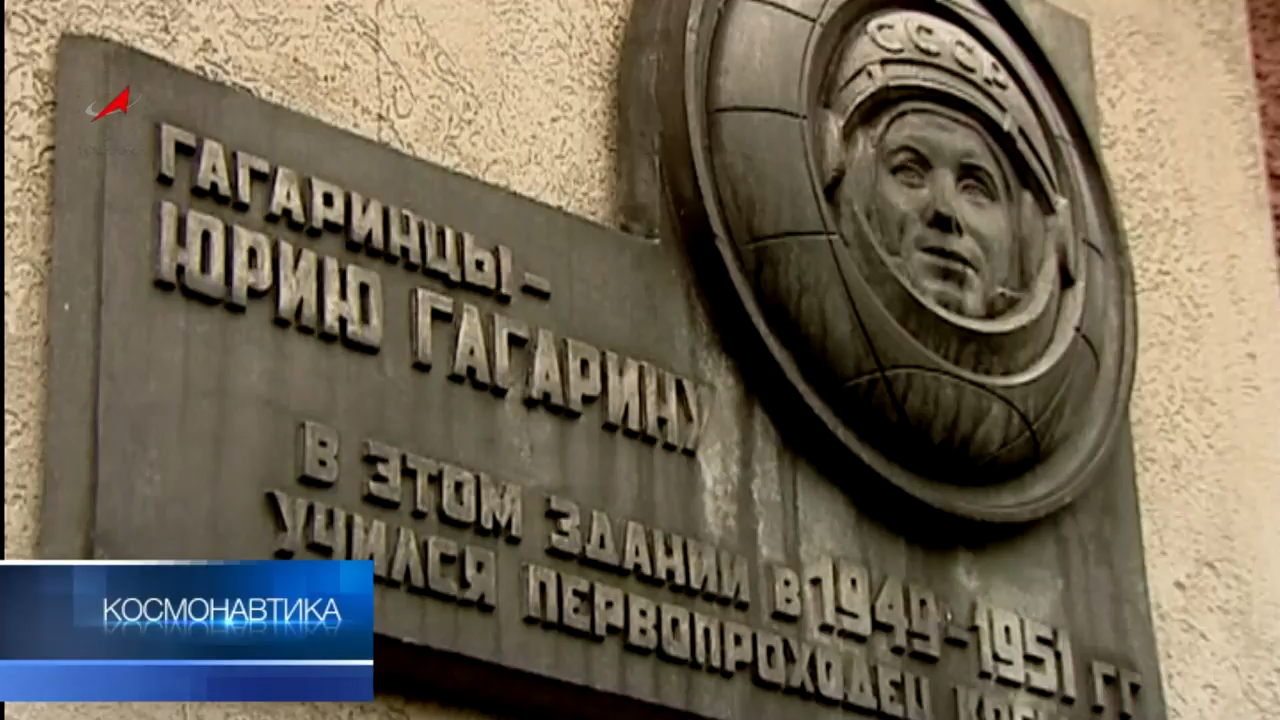 СССР
ГАГАРИНЦЫ –
ЮРИЮ ГАГАРИНУ
В ЭТОМ ЗДАНИИ В 1949–1951 ГГ
УЧИЛСЯ ПЕРВОПРОХОДЕЦ
КОСМОНАВТИКА